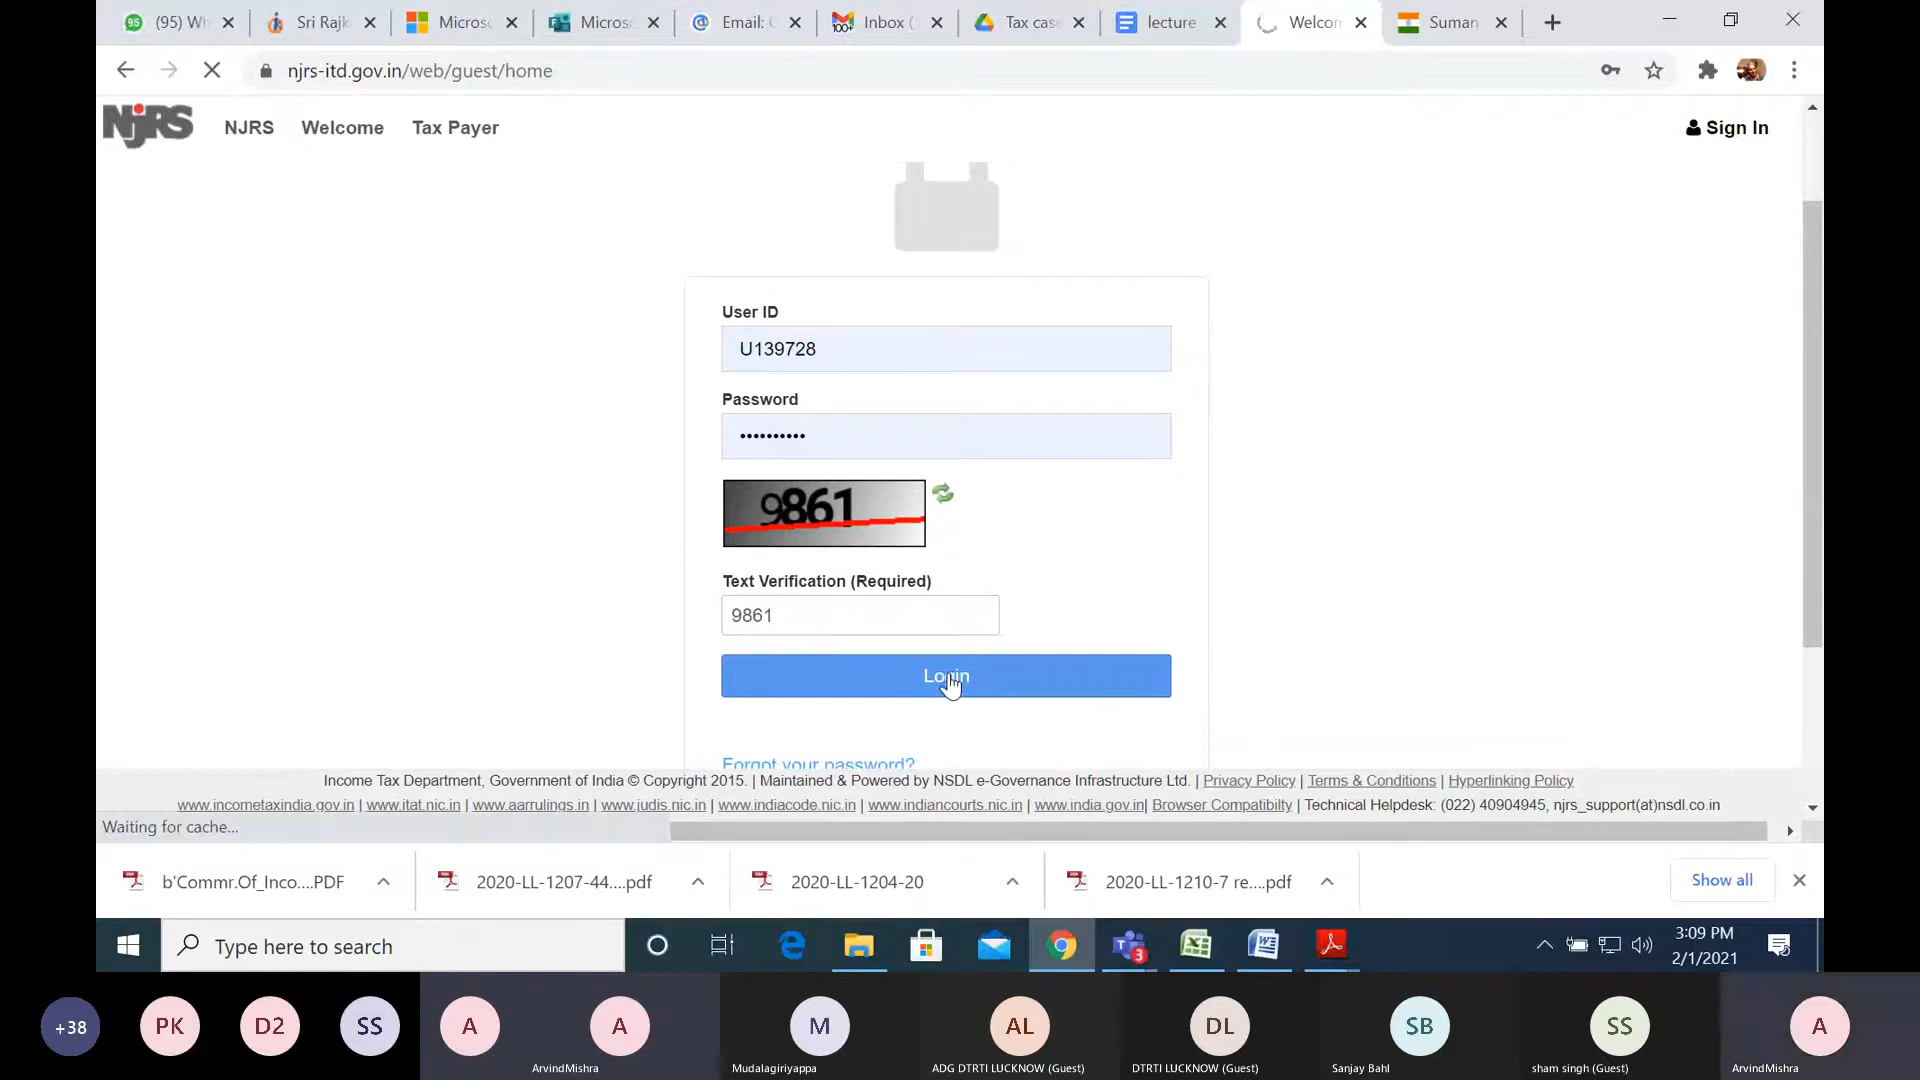 (95) Wh
Sri Rajk
Microso
Microso
Email: C
Inbox (
Tax case
lecture
Welcom
Suman
njrs-itd.gov.in/web/guest/home
NJRS
NJRS
Welcome
Tax Payer
Sign In
User ID
U139728
Password
9861
Text Verification (Required)
9861
Login
Forgot your password?
Income Tax Department, Government of India © Copyright 2015. | Maintained & Powered by NSDL e-Governance Infrastructure Ltd. | Privacy Policy | Terms & Conditions | Hyperlinking Policy
www.incometaxindia.gov.in | www.itat.nic.in | www.aarrulings.in | www.judis.nic.in | www.indiacode.nic.in | www.indiancourts.nic.in | www.india.gov.in| Browser Compatibilty | Technical Helpdesk: (022) 40904945, njrs_support(at)nsdl.co.in
Waiting for cache...
b'Commr.Of_Inco....PDF
2020-LL-1207-44....pdf
2020-LL-1204-20
2020-LL-1210-7 re....pdf
Show all
Type here to search
3
3:09 PM
2/1/2021
+38
PK
D2
SS
A
A
M
AL
DL
SB
SS
A
ArvindMishra
Mudalagiriyappa
ADG DTRTI LUCKNOW (Guest)
DTRTI LUCKNOW (Guest)
Sanjay Bahl
sham singh (Guest)
ArvindMishra